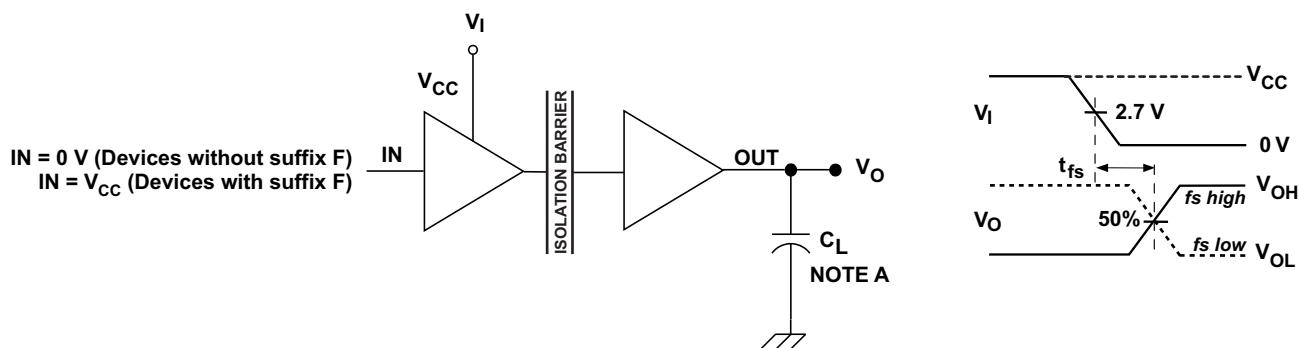 V_I
V_CC
IN = 0 V (Devices without suffix F)
IN = V_CC (Devices with suffix F)
IN
ISOLATION BARRIER
OUT
V_O
C_L
NOTE A
V_I
V_CC
2.7 V
0 V
t_fs
V_O
50%
fs high
V_OH
fs low
V_OL